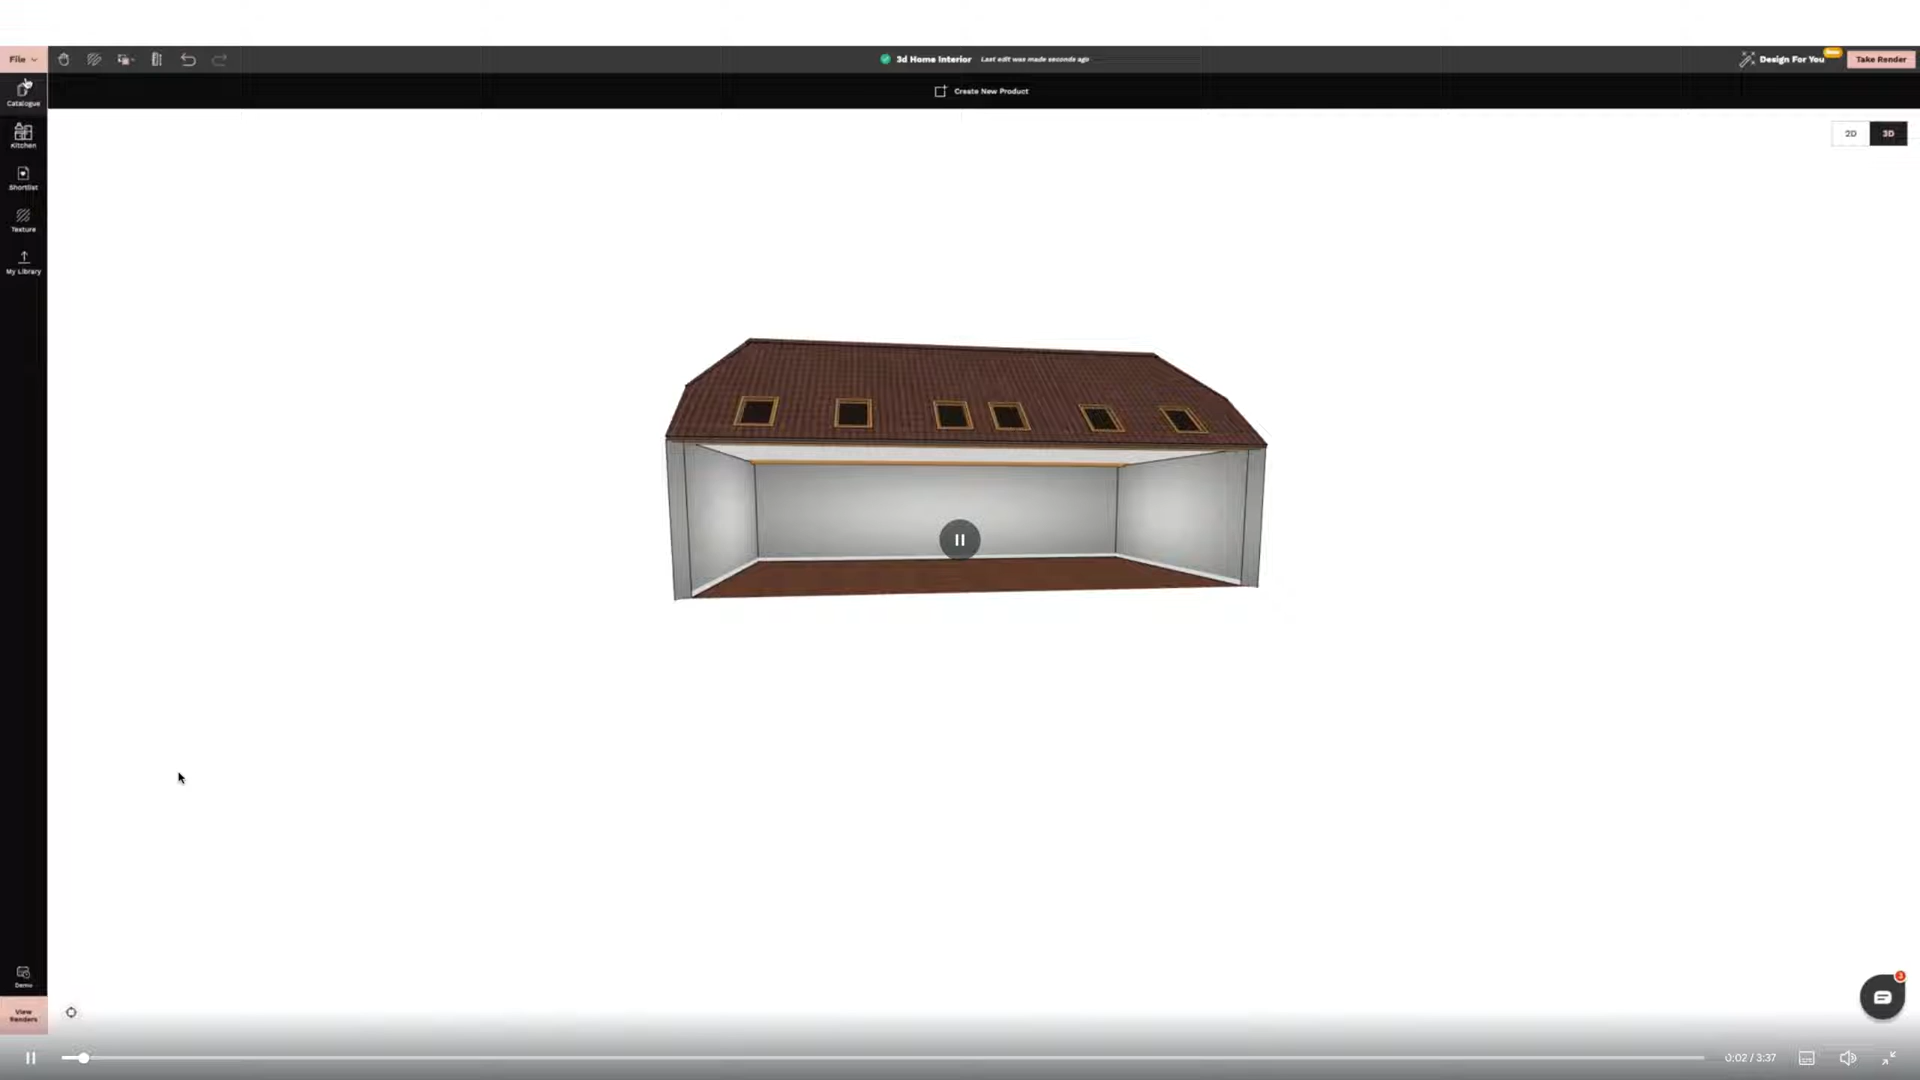 File
3d Home Interior
Last edit was made seconds ago
Design For You
Take Render
Create New Product
Catalogue
Kitchen
Shortlist
Texture
My Library
2D
3D
Demo
View
Renders
3
0:02 / 3:37